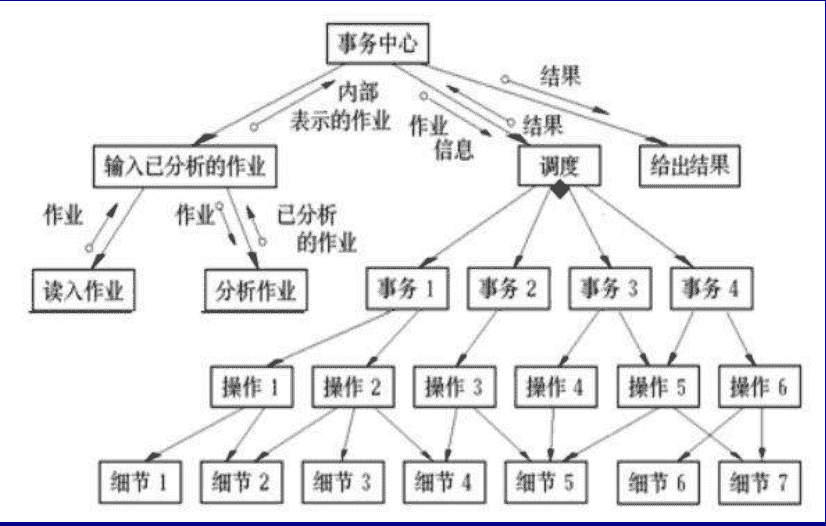 事务中心
结果
内部
表示的作业
作业
信息
结果
输入已分析的作业
调度
给出结果
作业
作业
已分析
的作业
读入作业
分析作业
事务 1
事务 2
事务 3
事务 4
操作 1
操作 2
操作 3
操作 4
操作 5
操作 6
细节 1
细节 2
细节 3
细节 4
细节 5
细节 6
细节 7